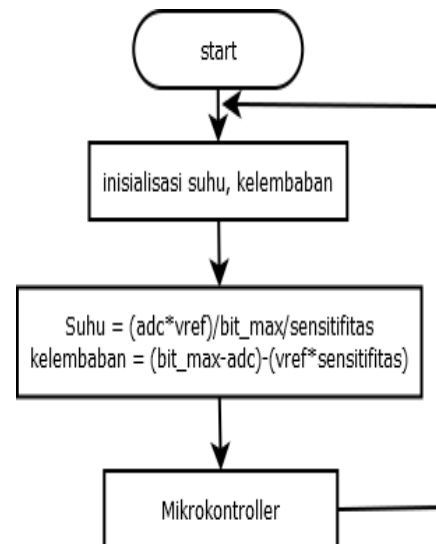 start
inisialisasi suhu, kelembaban
Suhu = (adc*vref)/bit_max/sensitifitas
kelembaban = (bit_max-adc)-(vref*sensitifitas)
Mikrokontroller